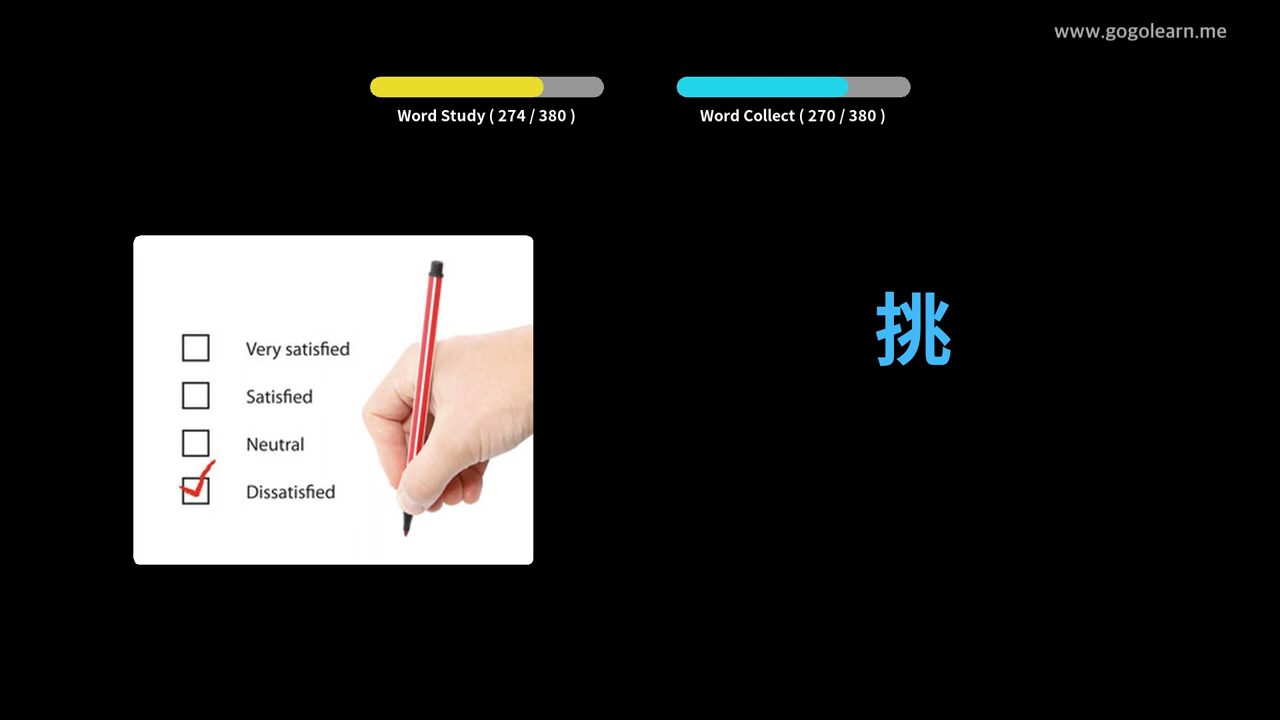 www.gogolearn.me
Word Study ( 274 / 380 )
Word Collect ( 270 / 380 )
Very satisfied
Satisfied
Neutral
Dissatisfied
挑